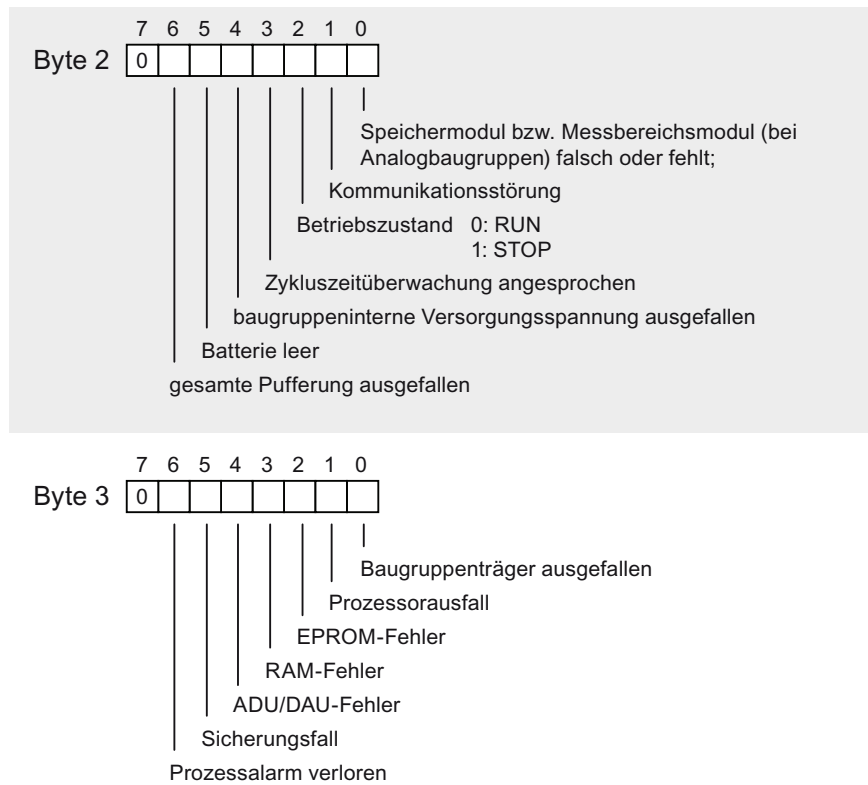 7 6 5 4 3 2 1 0
Byte 2 0
Speichermodul bzw. Messbereichsmodul (bei
Analogbaugruppen) falsch oder fehlt;
Kommunikationsstörung
Betriebszustand 0: RUN
1: STOP
Zykluszeitüberwachung angesprochen
baugruppeninterne Versorgungsspannung ausgefallen
Batterie leer
gesamte Pufferung ausgefallen
7 6 5 4 3 2 1 0
Byte 3 0
Baugruppenträger ausgefallen
Prozessorausfall
EPROM-Fehler
RAM-Fehler
ADU/DAU-Fehler
Sicherungsfall
Prozessalarm verloren